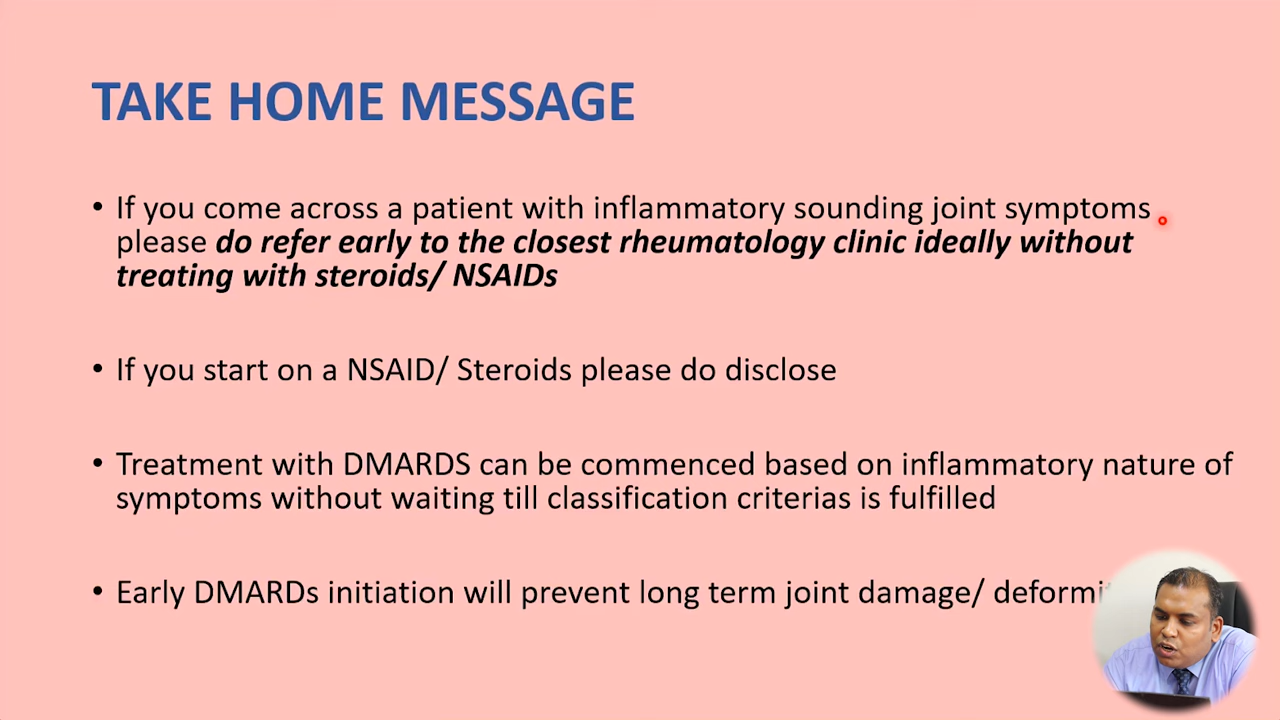 TAKE HOME MESSAGE
• If you come across a patient with inflammatory sounding joint symptoms
please do refer early to the closest rheumatology clinic ideally without
treating with steroids/ NSAIDs
• If you start on a NSAID/ Steroids please do disclose
• Treatment with DMARDS can be commenced based on inflammatory nature of
symptoms without waiting till classification criterias is fulfilled
• Early DMARDs initiation will prevent long term joint damage/